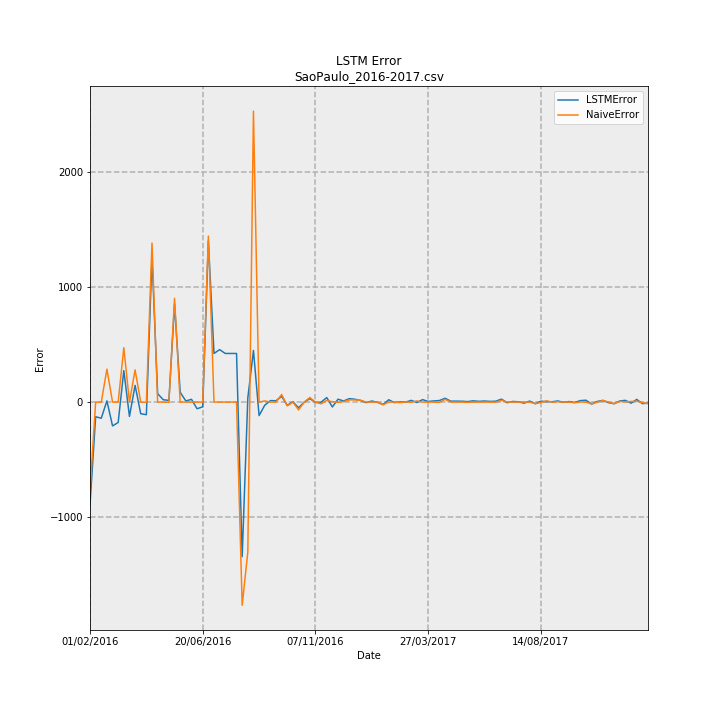 LSTM Error
SaoPaulo_2016-2017.csv
LSTMError
NaiveError
2000
1000
0
−1000
Error
01/02/2016 20/06/2016 07/11/2016 27/03/2017 14/08/2017
Date